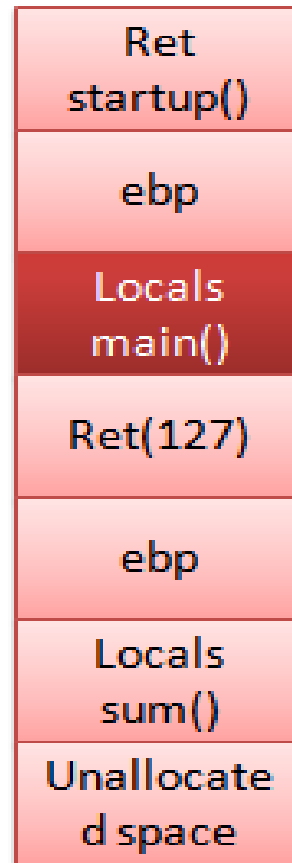 Ret
startup()
ebp
Locals
main()
Ret(127)
ebp
Locals
sum()
Unallocate
d space